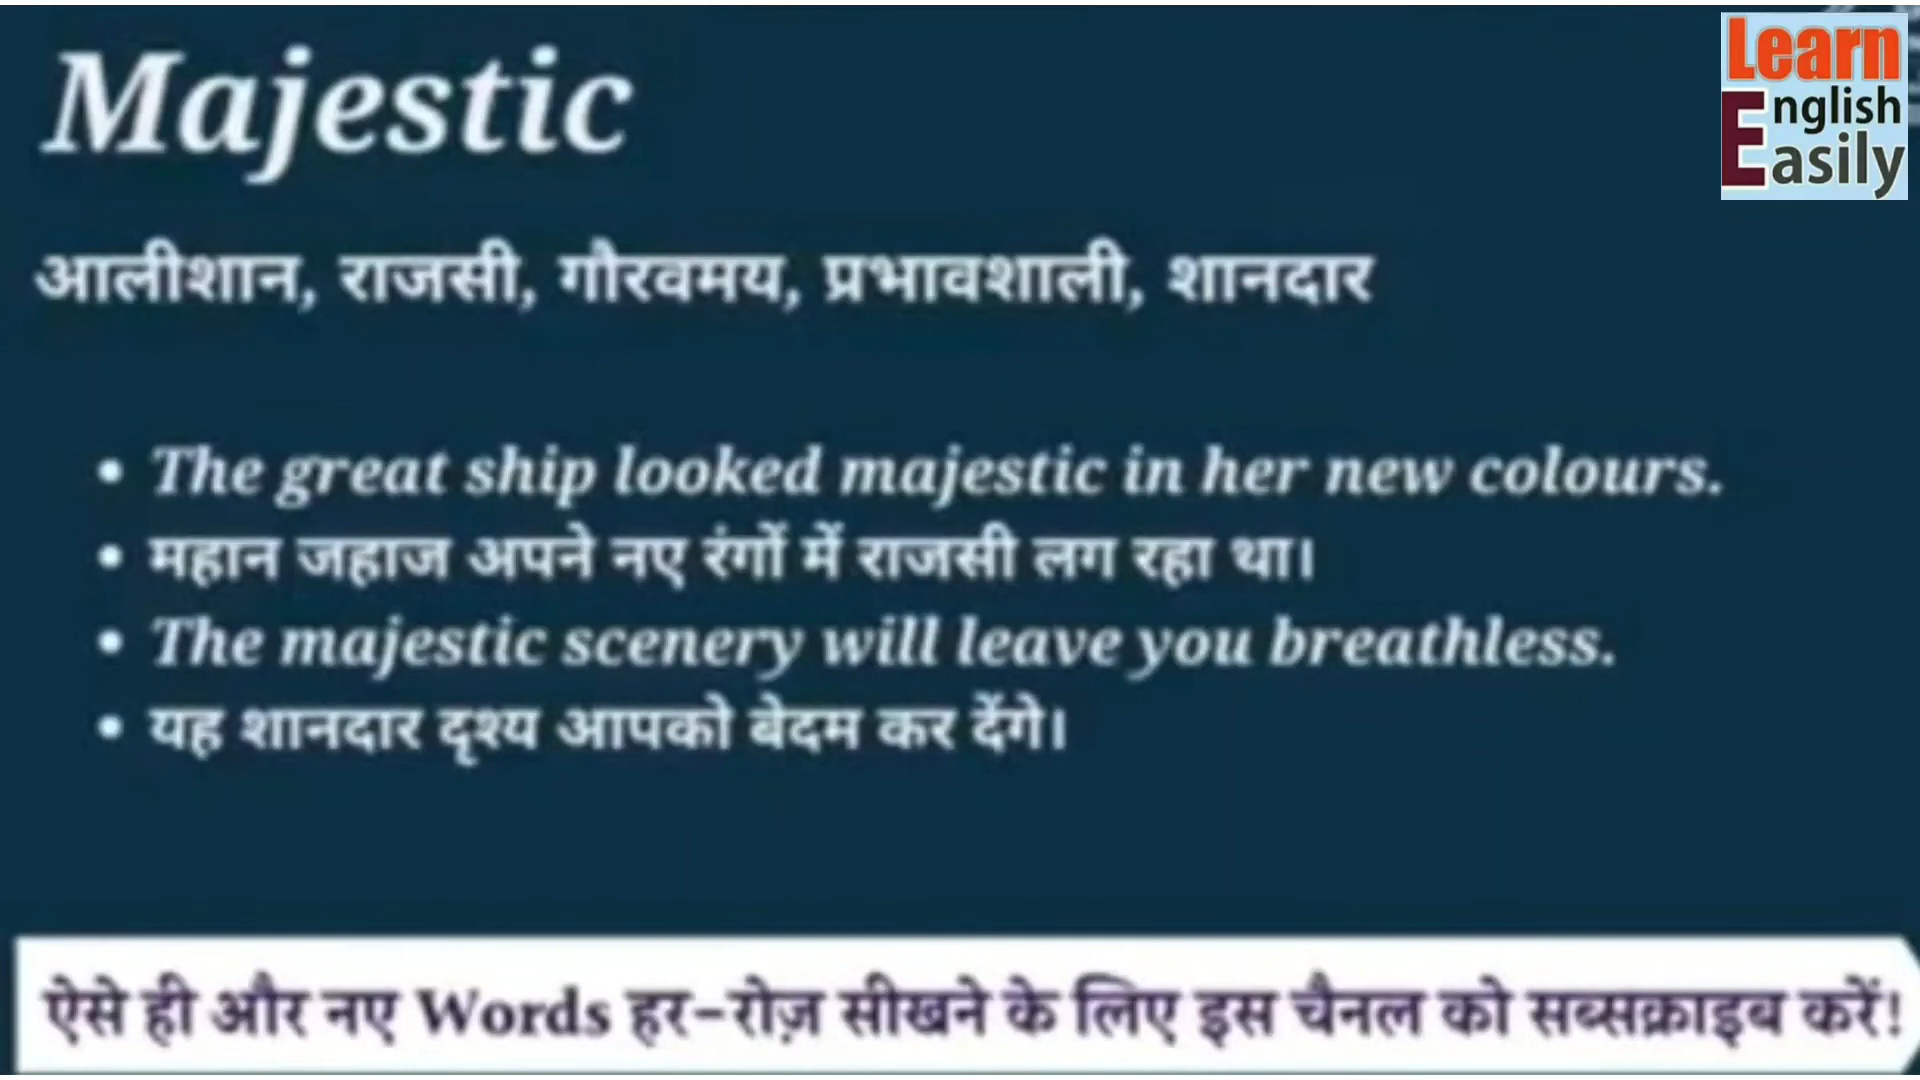 Majestic
Learn
English
Easily
आलीशान, राजसी, गौरवमय, प्रभावशाली, शानदार
• The great ship looked majestic in her new colours.
• महान जहाज अपने नए रंगों में राजसी लग रहा था।
• The majestic scenery will leave you breathless.
• यह शानदार दृश्य आपको बेदम कर देंगे।
ऐसे ही और नए Words हर-रोज़ सीखने के लिए इस चैनल को सब्सक्राइब करें!